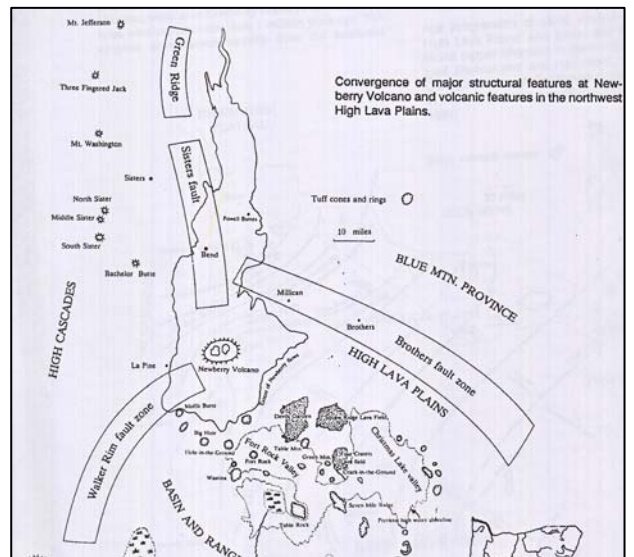 Mt. Jefferson
Green Ridge
Convergence of major structural features at New-
berry Volcano and volcanic features in the northwest
High Lava Plains.
Three Fingered Jack
Mt. Washington
Sisters
Sisters fault
North Sister
Middle Sister
South Sister
Tuff cones and rings
Powell Buttes
10 miles
Bend
Bachelor Butte
BLUE MTN. PROVINCE
Millican
HIGH CASCADES
Brothers
Brothers fault zone
HIGH LAVA PLAINS
La Pine
Newberry Volcano
Walker Rim fault zone
Moffit Butte
Big Hole
Hole-in-the-Ground
Fort Rock Valley
Fort Rock
Table Mtn.
Green Mtn.
Crack-in-the-Ground
Christmas Lake valley
Seven Mile Ridge
Table Rock
BASIN AND RANGE